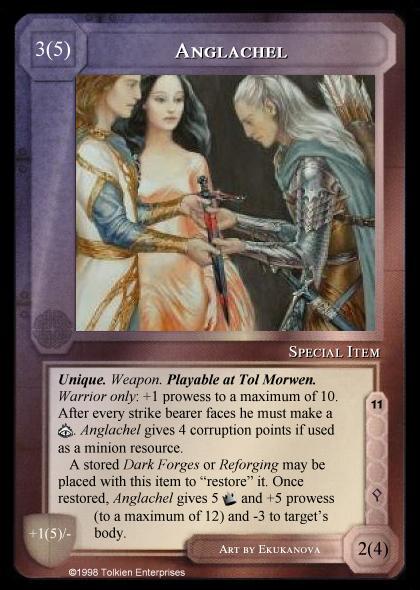 3(5)
ANGLACHEL
SPECIAL ITEM
Unique. Weapon. Playable at Tol Morwen.
Warrior only: +1 prowess to a maximum of 10.
After every strike bearer faces he must make a
. Anglachel gives 4 corruption points if used
as a minion resource.
A stored Dark Forges or Reforging may be
placed with this item to “restore” it. Once
restored, Anglachel gives 5 and +5 prowess
(to a maximum of 12) and -3 to target's
body.
11
+1(5)/-
ART BY EKUKANOVA
2(4)
©1998 Tolkien Enterprises